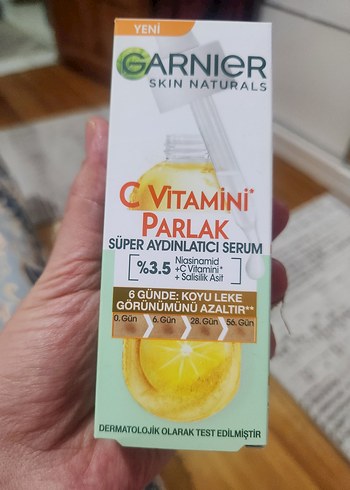 YENİ
GARNIER
SKIN NATURALS
C VİTAMİNİ*
PARLAK
SÜPER AYDINLATICI SERUM
%3.5 Niasinamid
+C Vitamini*
+ Salisilik Asit
6 GÜNDE: KOYU LEKE
GÖRÜNÜMÜNÜ AZALTIR**
0. Gün 6. Gün 28. Gün 56. Gün
DERMATOLOJİK OLARAK TEST EDİLMİŞTİR